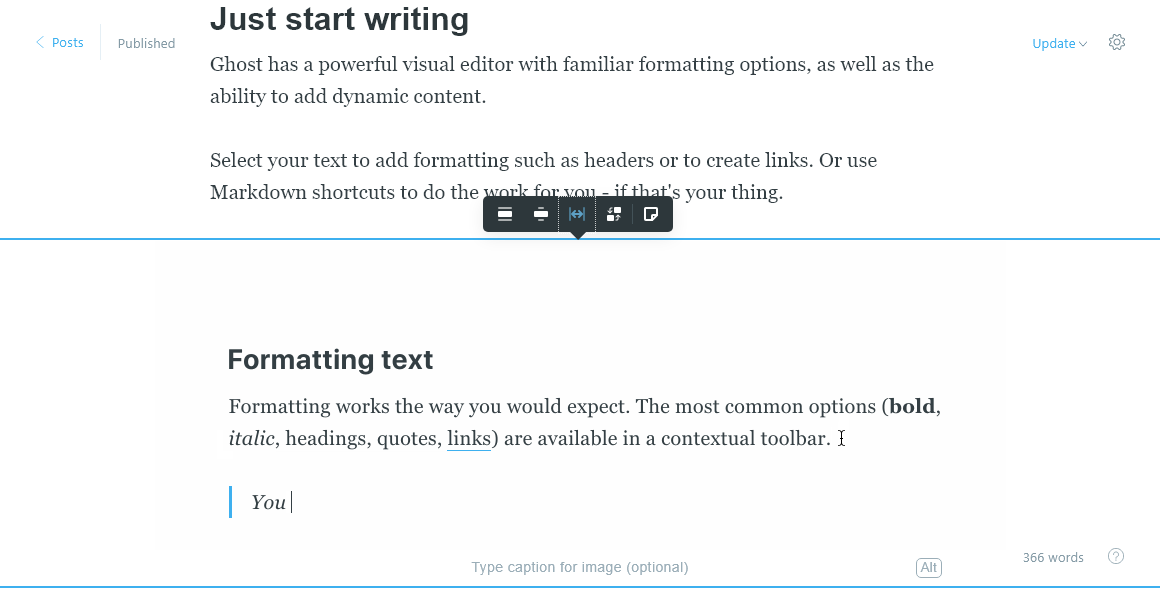 Just start writing
Posts
Published
Update
Ghost has a powerful visual editor with familiar formatting options, as well as the
ability to add dynamic content.
Select your text to add formatting such as headers or to create links. Or use
Markdown shortcuts to do the work for you - if that's your thing.
Formatting text
Formatting works the way you would expect. The most common options (bold,
italic, headings, quotes, links) are available in a contextual toolbar.
You
366 words
?
Type caption for image (optional)
Alt